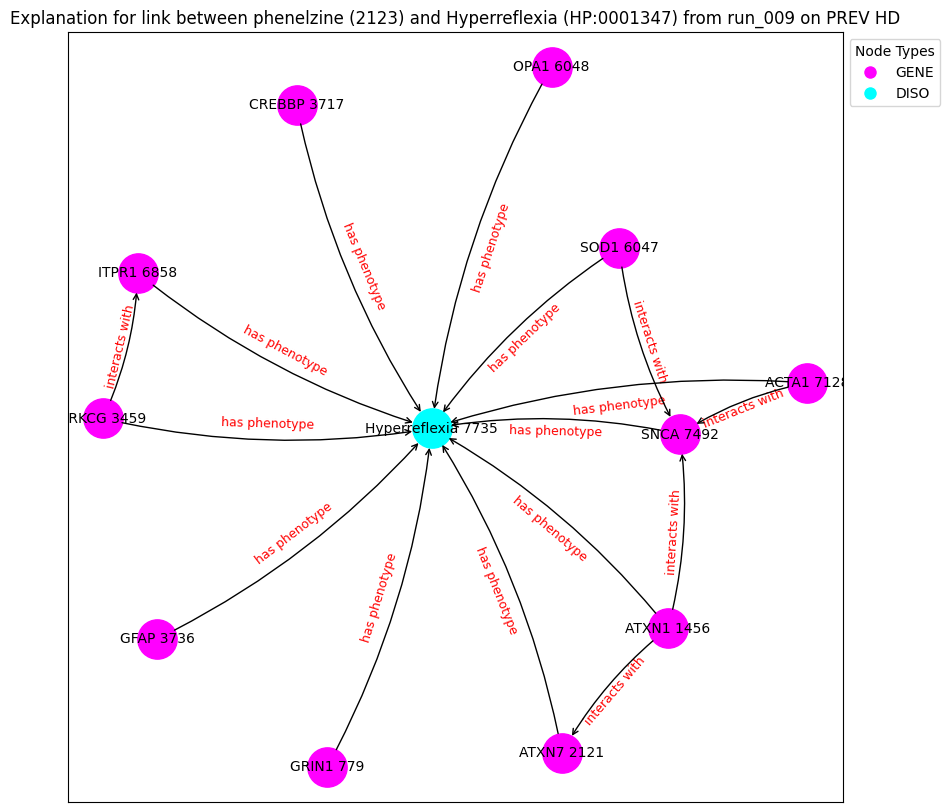 Explanation for link between phenelzine (2123) and Hyperreflexia (HP:0001347) from run_009 on PREV HD
Node Types
GENE
DISO
OPA1 6048
CREBBP 3717
has phenotype
has phenotype
SOD1 6047
ITPR1 6858
has phenotype
interacts with
interacts with
has phenotype
ACTA1 7128
has phenotype
interacts with
RKCG 3459
has phenotype
Hyperreflexia 7735
has phenotype
SNCA 7492
has phenotype
has phenotype
interacts with
has phenotype
has phenotype
GFAP 3736
ATXN1 1456
interacts with
ATXN7 2121
GRIN1 779